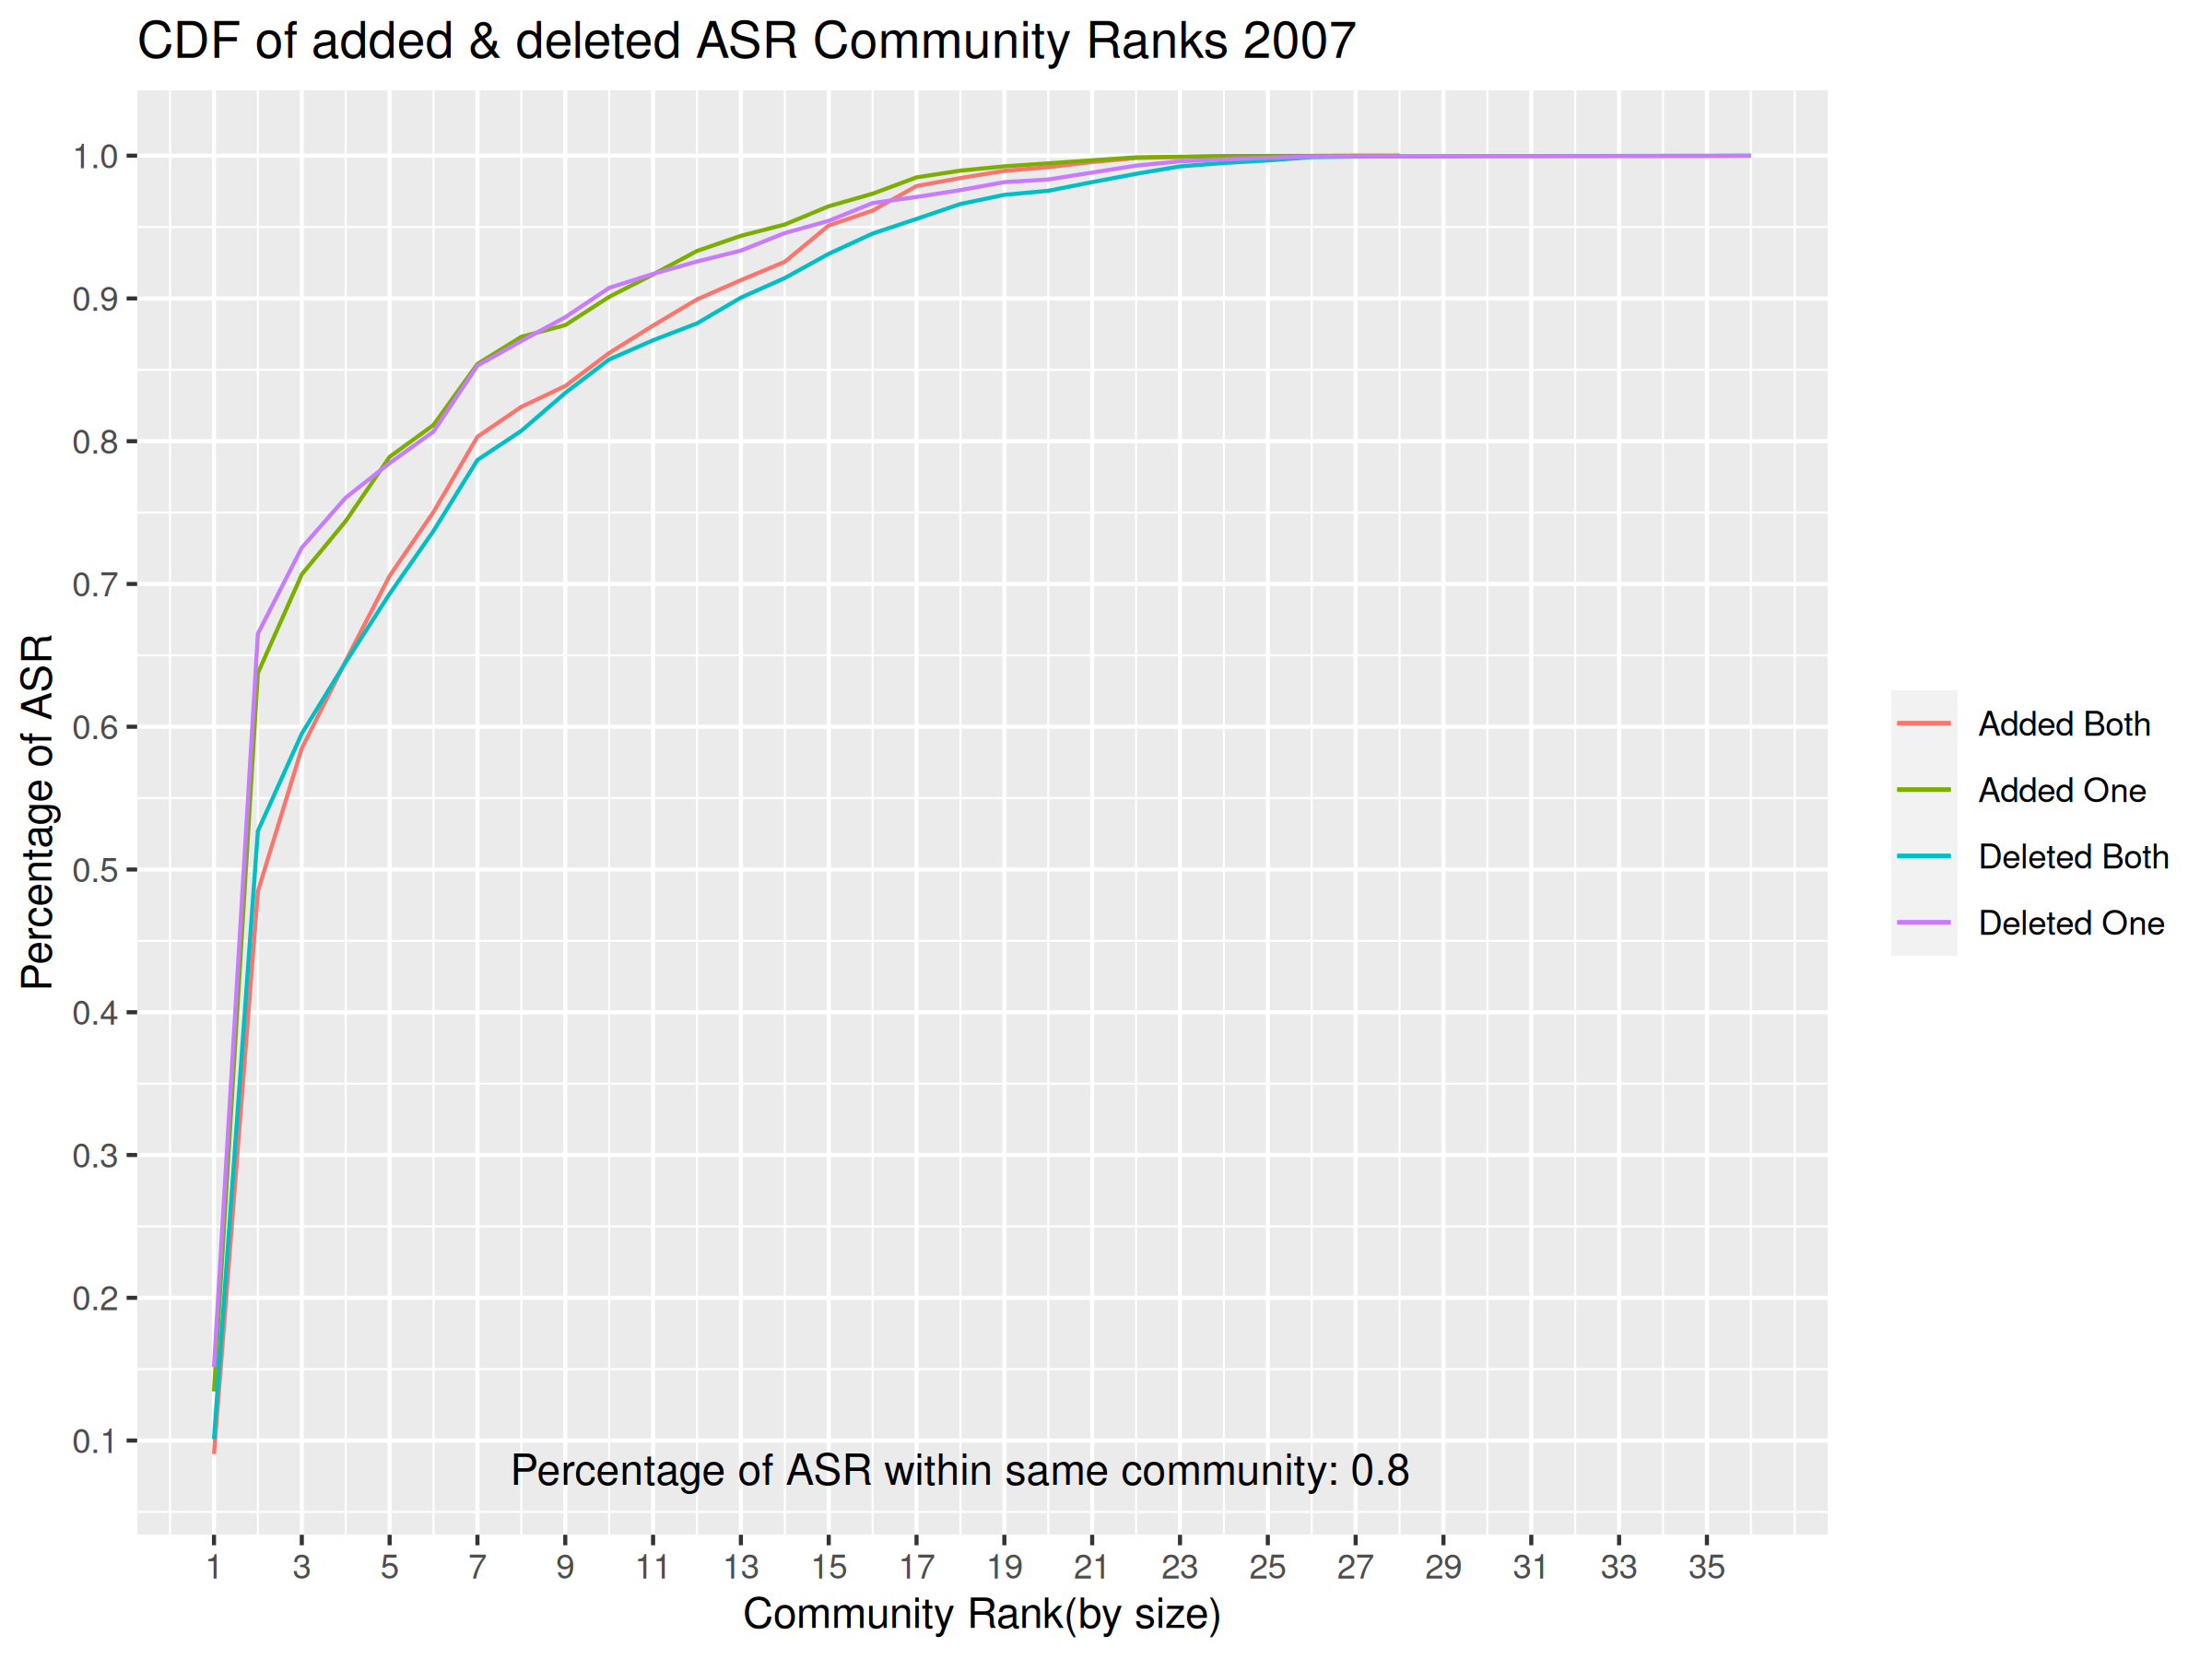 CDF of added & deleted ASR Community Ranks 2007
Percentage of ASR
1.0
0.9
0.8
0.7
0.6
0.5
0.4
0.3
0.2
0.1
Percentage of ASR within same community: 0.8
1 3 5 7 9 11 13 15 17 19 21 23 25 27 29 31 33 35
Community Rank(by size)
Added Both
Added One
Deleted Both
Deleted One